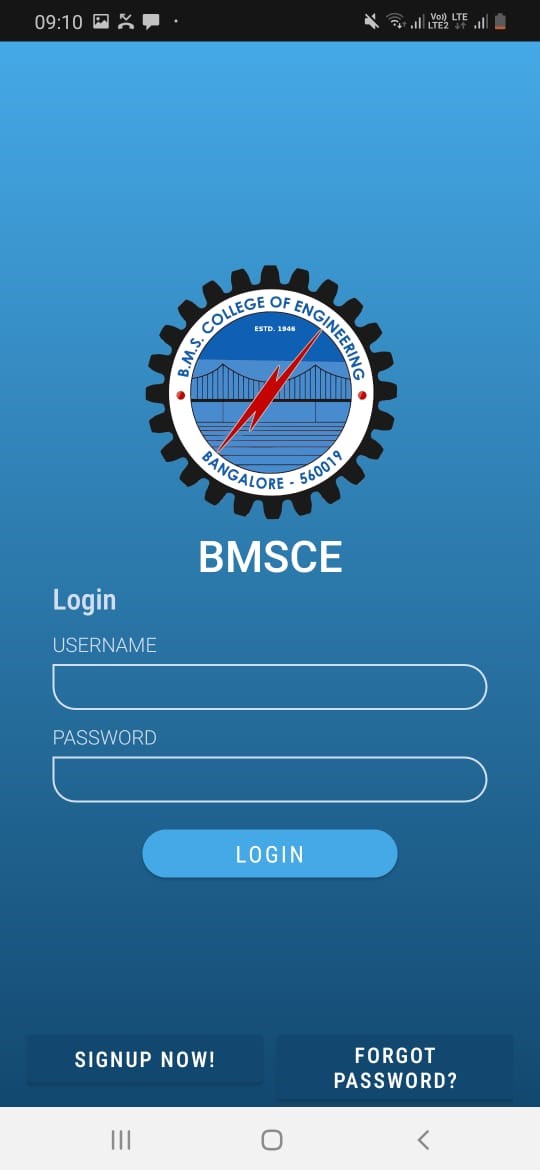 09:10
Vo)) LTE
LTE2
B.M.S. COLLEGE OF ENGINEERING
ESTD. 1946
BANGALORE - 560019
BMSCE
Login
USERNAME
PASSWORD
LOGIN
SIGNUP NOW!
FORGOT
PASSWORD?